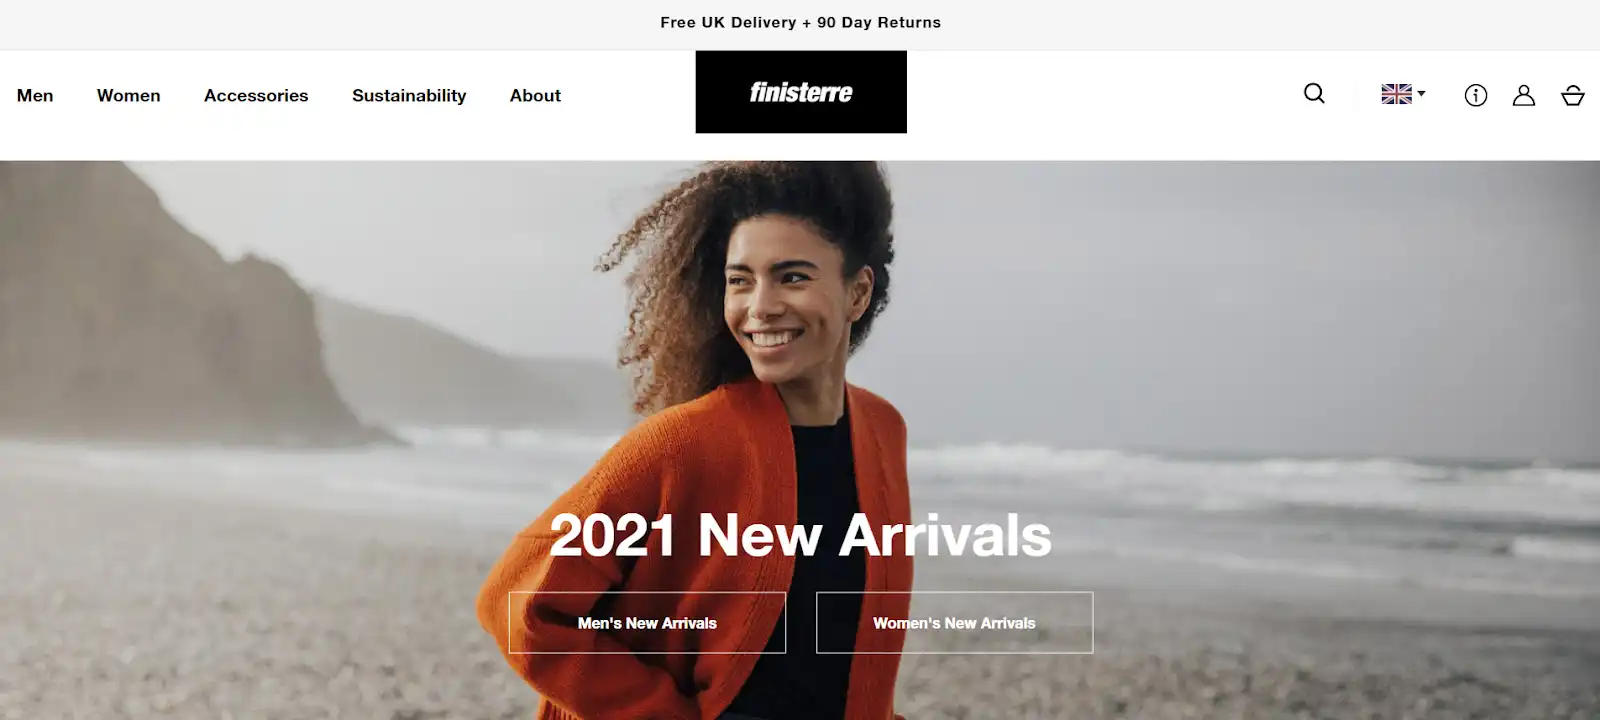 Free UK Delivery + 90 Day Returns
Men Women Accessories Sustainability About finisterre
2021 New Arrivals
Men's New Arrivals Women's New Arrivals